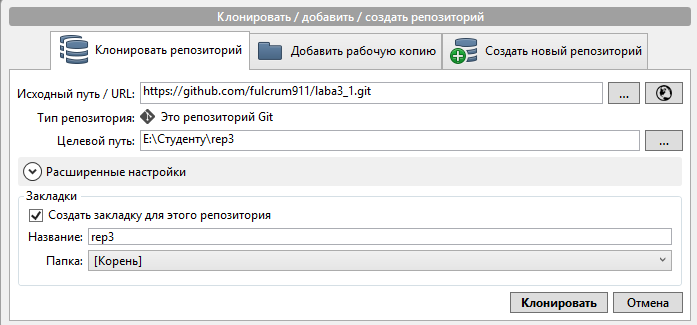 Клонировать / добавить / создать репозиторий
Клонировать репозиторий Добавить рабочую копию Создать новый репозиторий
Исходный путь / URL: https://github.com/fulcrum911/laba3_1.git ...
Тип репозитория: Это репозиторий Git
Целевой путь: E:\Студенту\rep3 ...
Расширенные настройки
Закладки
Создать закладку для этого репозитория
Название: rep3
Папка: [Корень]
Клонировать Отмена